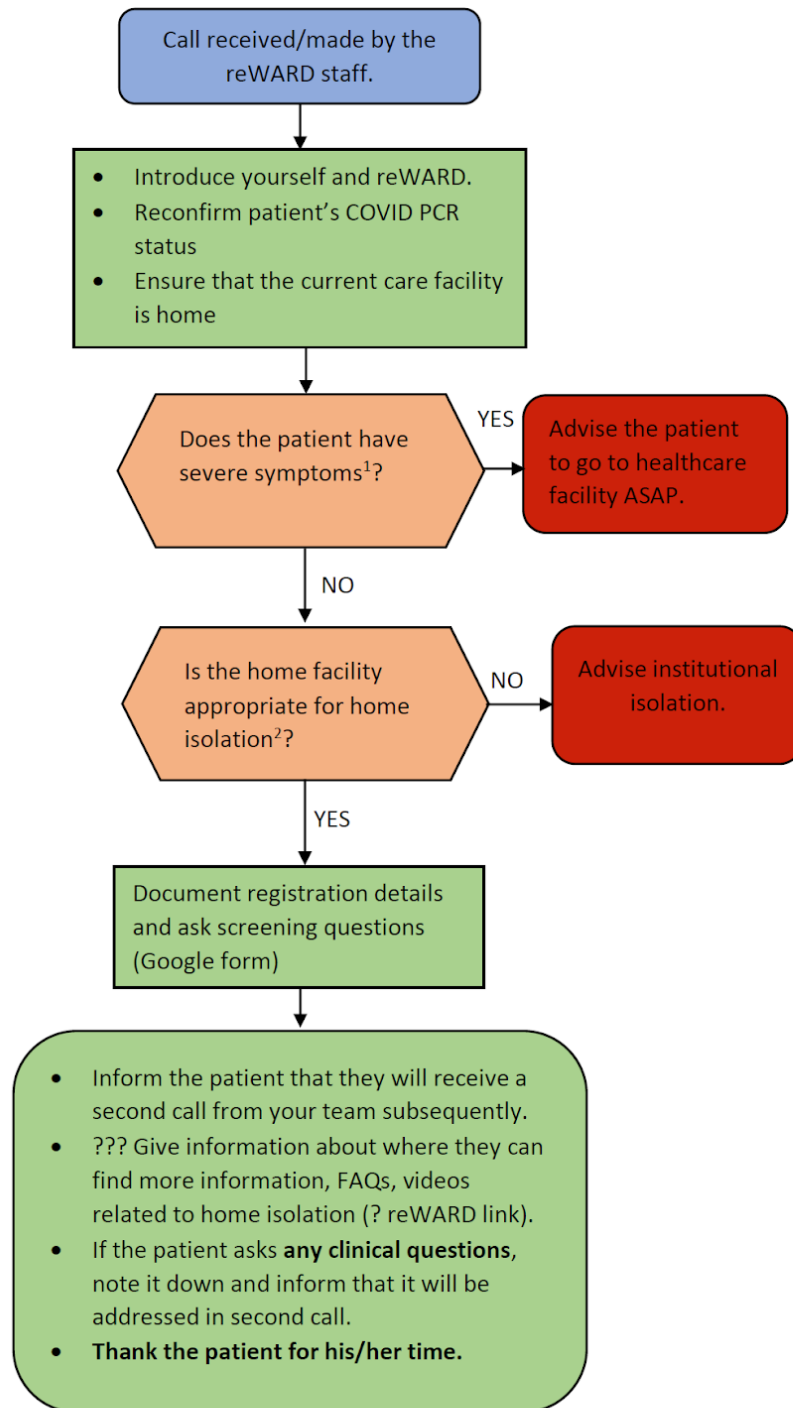 Call received/made by the
reWARD staff.
• Introduce yourself and reWARD.
• Reconfirm patient’s COVID PCR
status
• Ensure that the current care facility
is home
Does the patient have
severe symptoms¹?
YES
Advise the patient
to go to healthcare
facility ASAP.
NO
Is the home facility
appropriate for home
isolation²?
NO
Advise institutional
isolation.
YES
Document registration details
and ask screening questions
(Google form)
• Inform the patient that they will receive a
second call from your team subsequently.
• ??? Give information about where they can
find more information, FAQs, videos
related to home isolation (? reWARD link).
• If the patient asks any clinical questions,
note it down and inform that it will be
addressed in second call.
• Thank the patient for his/her time.